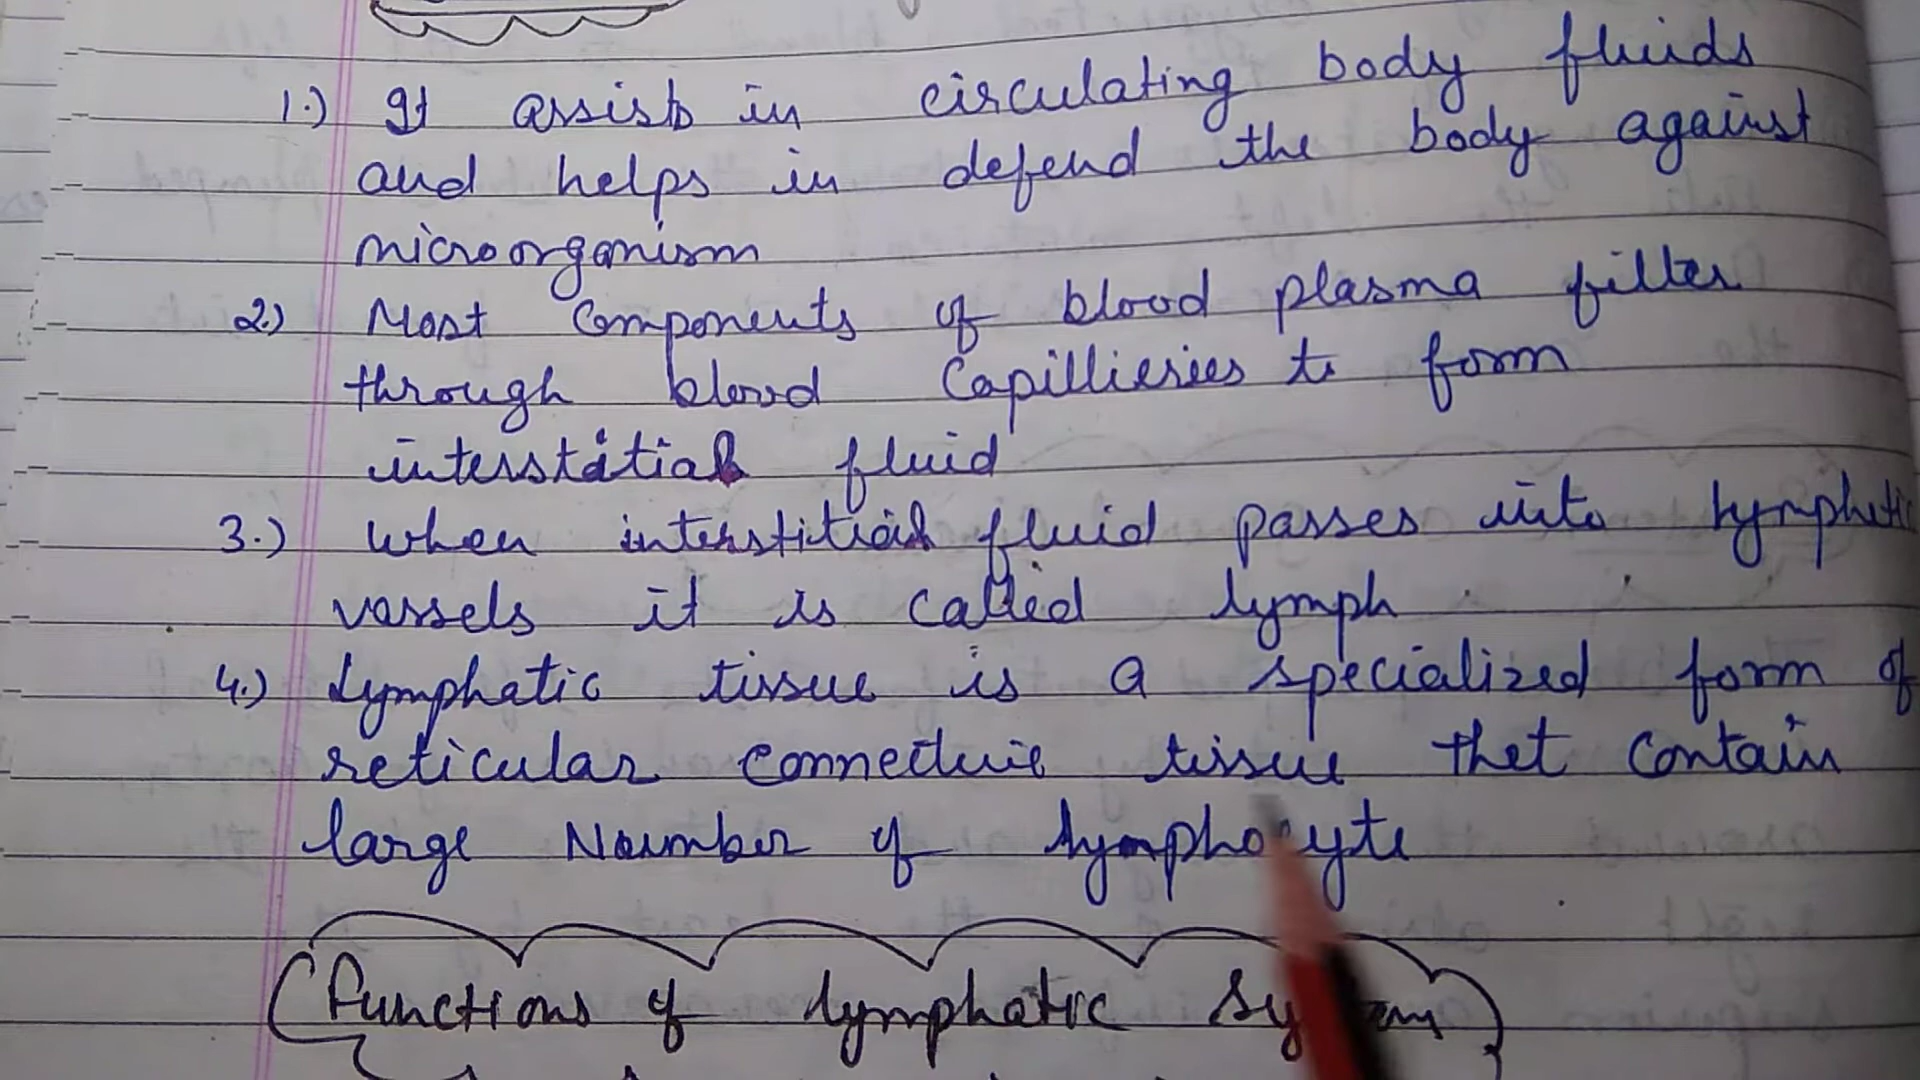 1.) It assists in circulating body fluids
and helps in defend the body against
microorganism
2.) Most Components of blood plasma filter
through blood Capillieries to form
interstitial fluid
3.) When interstitial fluid passes into lymphetic
vessels it is called lymph
4.) Lymphatic tissue is a specialized form of
reticular connective tissue thet contain
large Number of lymphocyte
Functions of lymphatic System